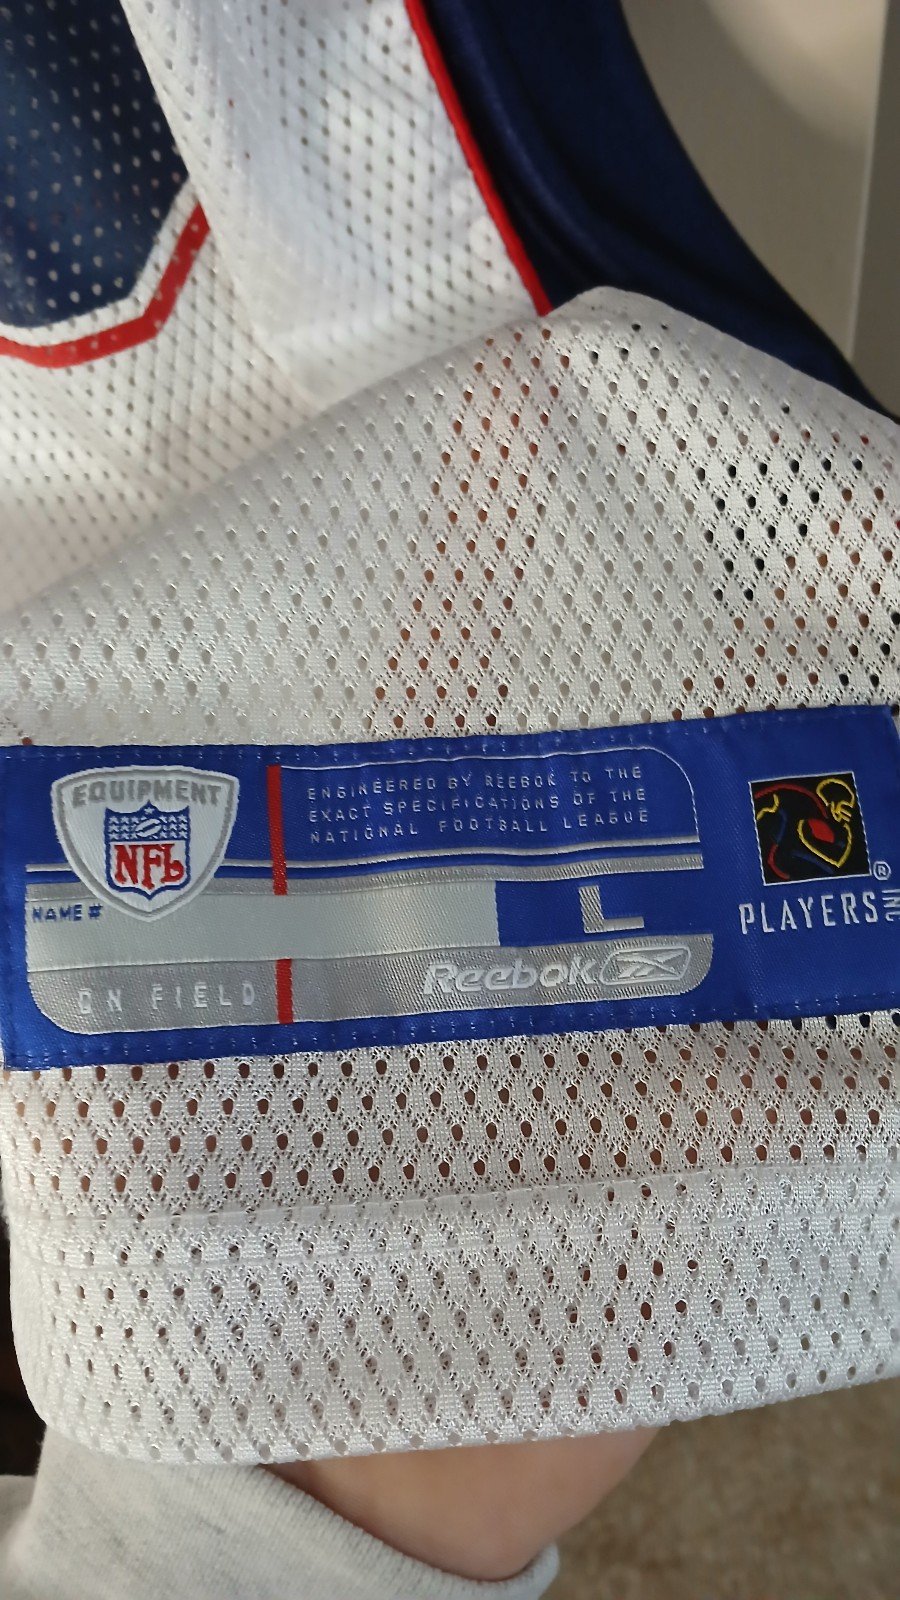 EQUIPMENT
NFL
ENGINEERED BY REEBOK TO THE
EXACT SPECIFICATIONS OF THE
NATIONAL FOOTBALL LEAGUE
NAME #
L
ON FIELD
Reebok
PLAYERS INC ®